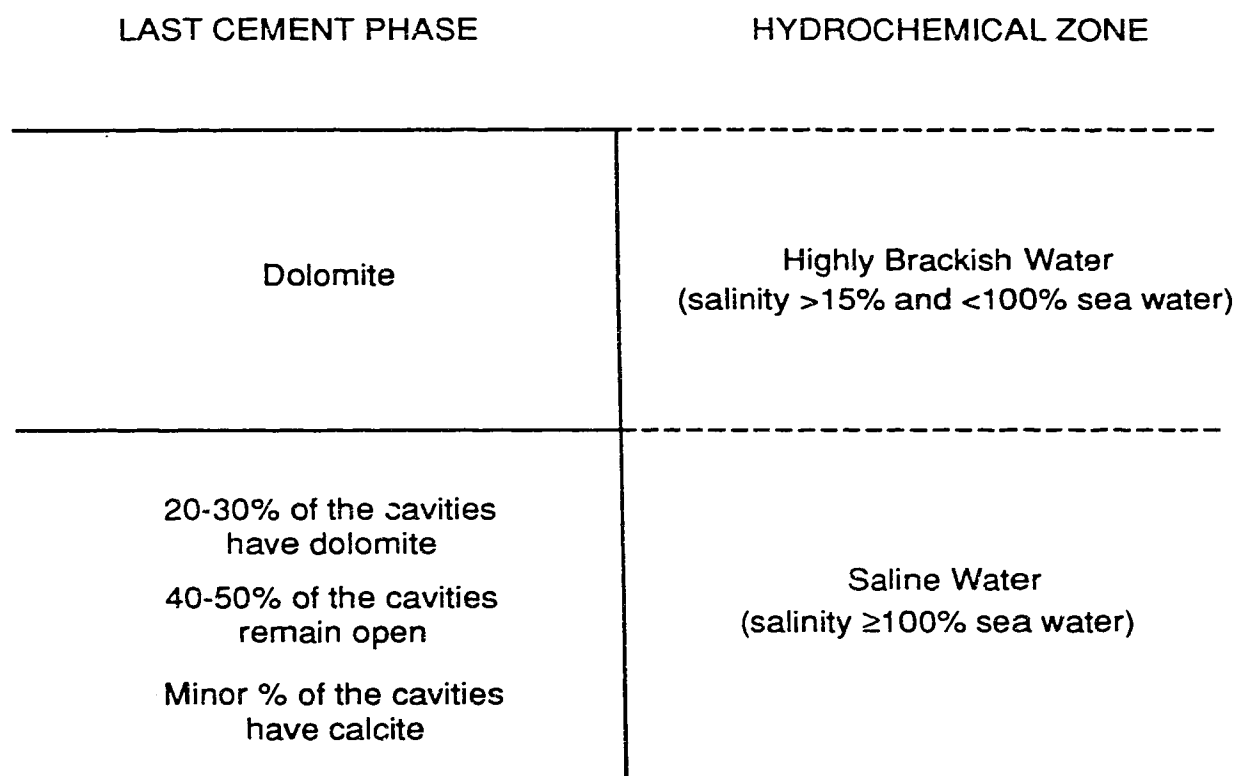 LAST CEMENT PHASE
HYDROCHEMICAL ZONE
Dolomite
Highly Brackish Water
(salinity >15% and <100% sea water)
20-30% of the cavities
have dolomite
40-50% of the cavities
remain open
Minor % of the cavities
have calcite
Saline Water
(salinity ≥100% sea water)